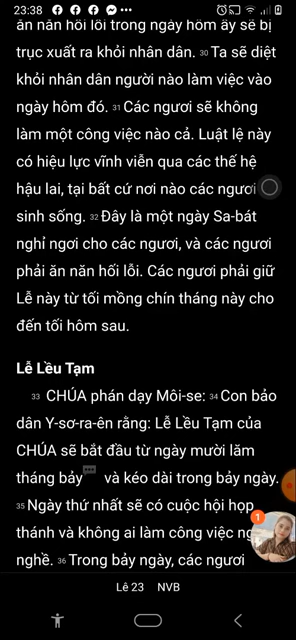 23:38
ăn năn hối lỗi trong ngày hôm ấy sẽ bị
trục xuất ra khỏi nhân dân. 30 Ta sẽ diệt
khỏi nhân dân người nào làm việc vào
ngày hôm đó. 31 Các ngươi sẽ không
làm một công việc nào cả. Luật lệ này
có hiệu lực vĩnh viễn qua các thế hệ
hậu lai, tại bất cứ nơi nào các ngươi
sinh sống. 32 Đây là một ngày Sa-bát
nghỉ ngơi cho các ngươi, và các ngươi
phải ăn năn hối lỗi. Các ngươi phải giữ
Lễ này từ tối mồng chín tháng này cho
đến tối hôm sau.
Lễ Lều Tạm
33 CHÚA phán dạy Môi-se: 34 Con bảo
dân Y-sơ-ra-ên rằng: Lễ Lều Tạm của
CHÚA sẽ bắt đầu từ ngày mười lăm
tháng bảy và kéo dài trong bảy ngày.
35 Ngày thứ nhất sẽ có cuộc hội họp
thánh và không ai làm công việc
nghề. 36 Trong bảy ngày, các ngươi
1
Lê 23 NVB